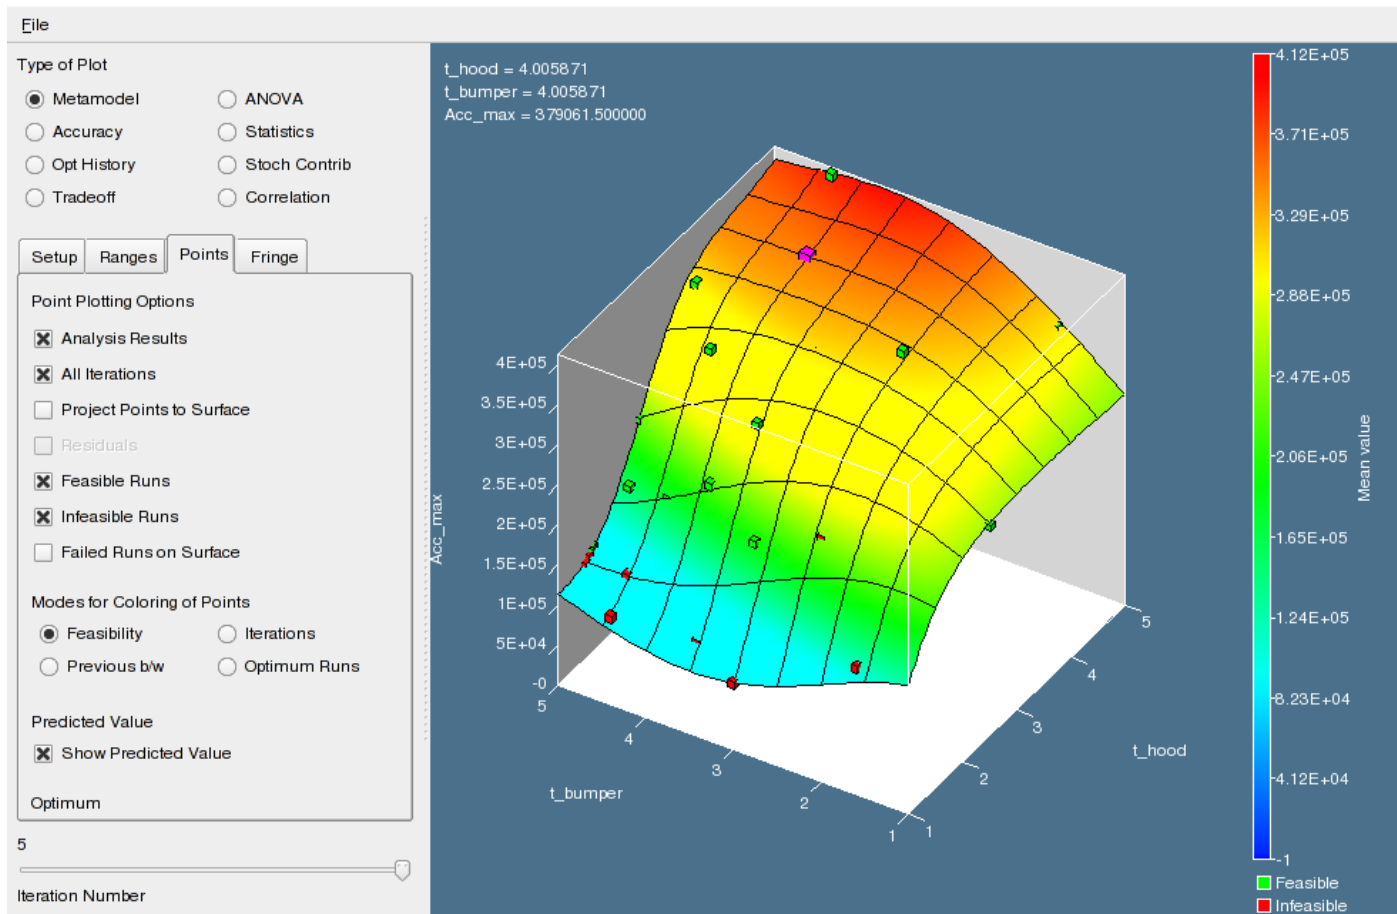 File
Type of Plot
Metamodel ANOVA
Accuracy Statistics
Opt History Stoch Contrib
Tradeoff Correlation
Setup Ranges Points Fringe
Point Plotting Options
Analysis Results
All Iterations
Project Points to Surface
Residuals
Feasible Runs
Infeasible Runs
Failed Runs on Surface
Modes for Coloring of Points
Feasibility Iterations
Previous b/w Optimum Runs
Predicted Value
Show Predicted Value
Optimum
5
Iteration Number
t_hood = 4.005871
t_bumper = 4.005871
Acc_max = 379061.500000
4E+05
3.5E+05
3E+05
2.5E+05
2E+05
1.5E+05
1E+05
5E+04
-0
Acc_max
5
4
3
2
1
t_bumper
1
2
3
4
5
t_hood
4.12E+05
3.71E+05
3.29E+05
2.88E+05
2.47E+05
2.06E+05
1.65E+05
1.24E+05
8.23E+04
4.12E+04
-1
Mean value
Feasible
Infeasible